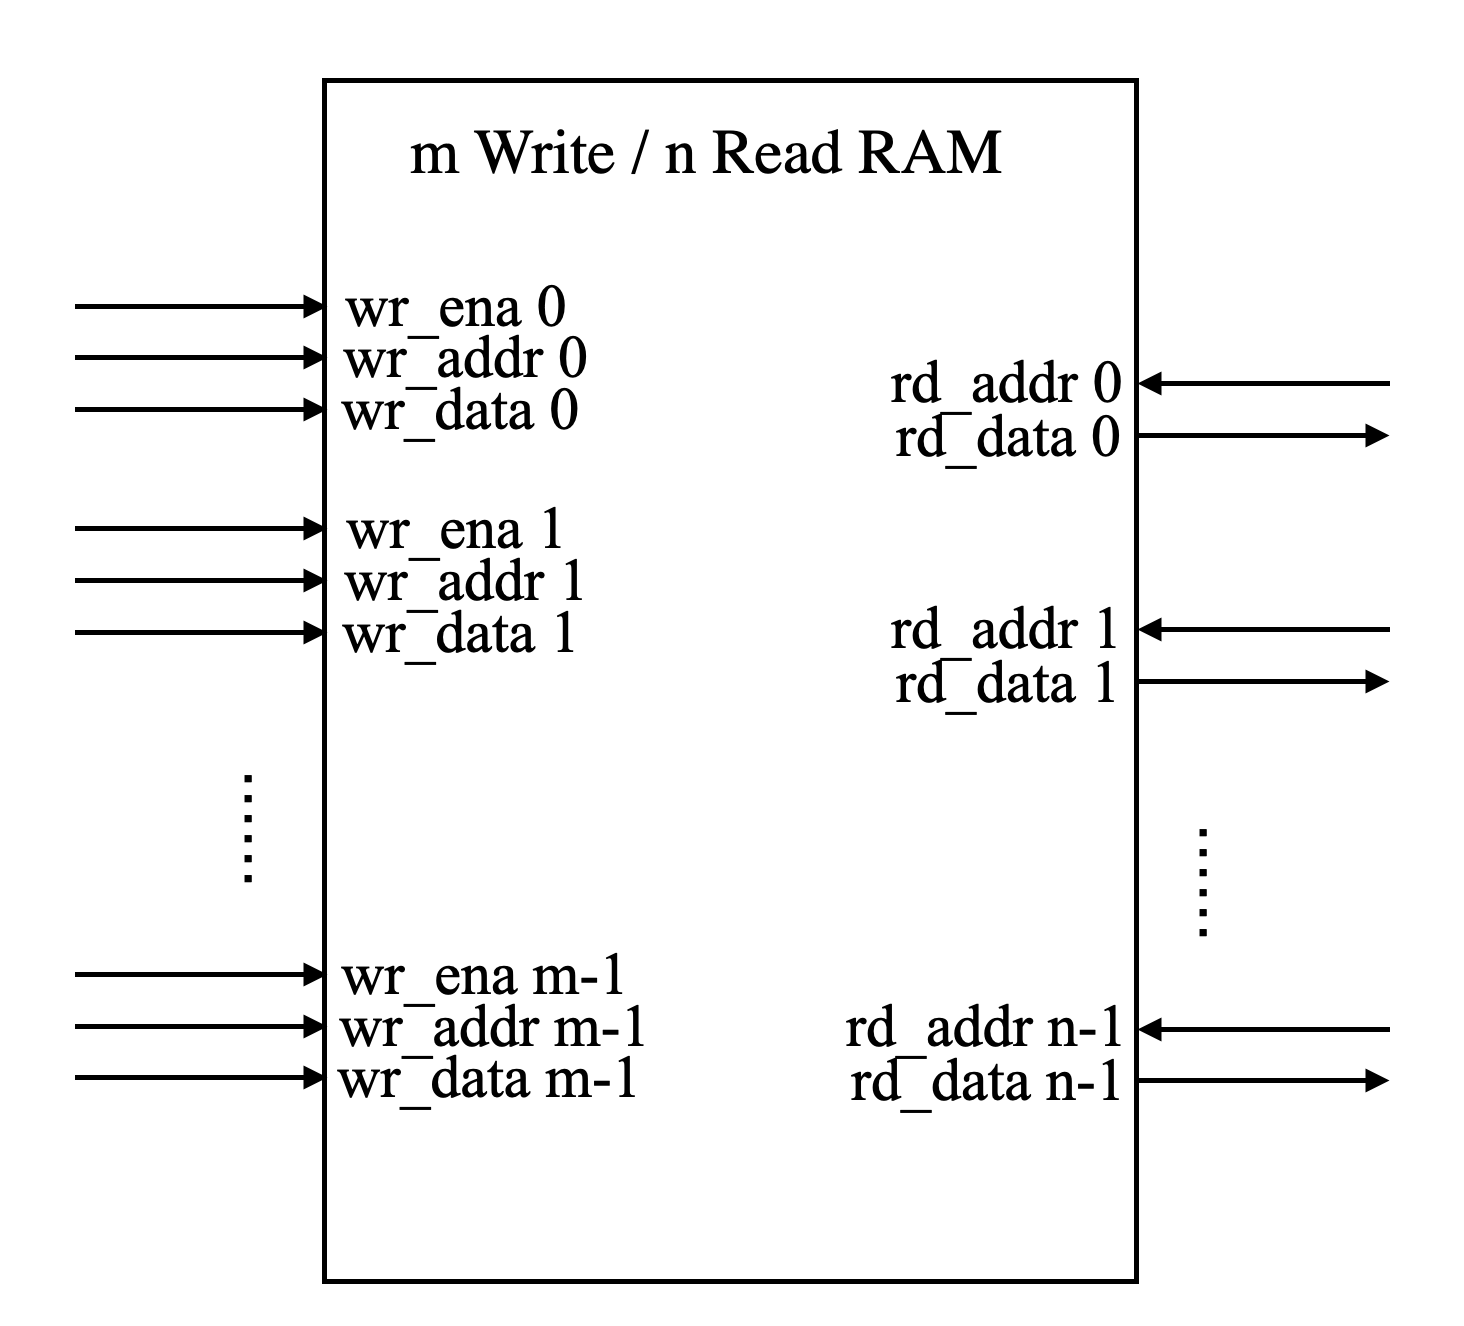 m Write / n Read RAM
wr_ena 0
wr_addr 0
wr_data 0
wr_ena 1
wr_addr 1
wr_data 1
wr_ena m-1
wr_addr m-1
wr_data m-1
rd_addr 0
rd_data 0
rd_addr 1
rd_data 1
rd_addr n-1
rd_data n-1